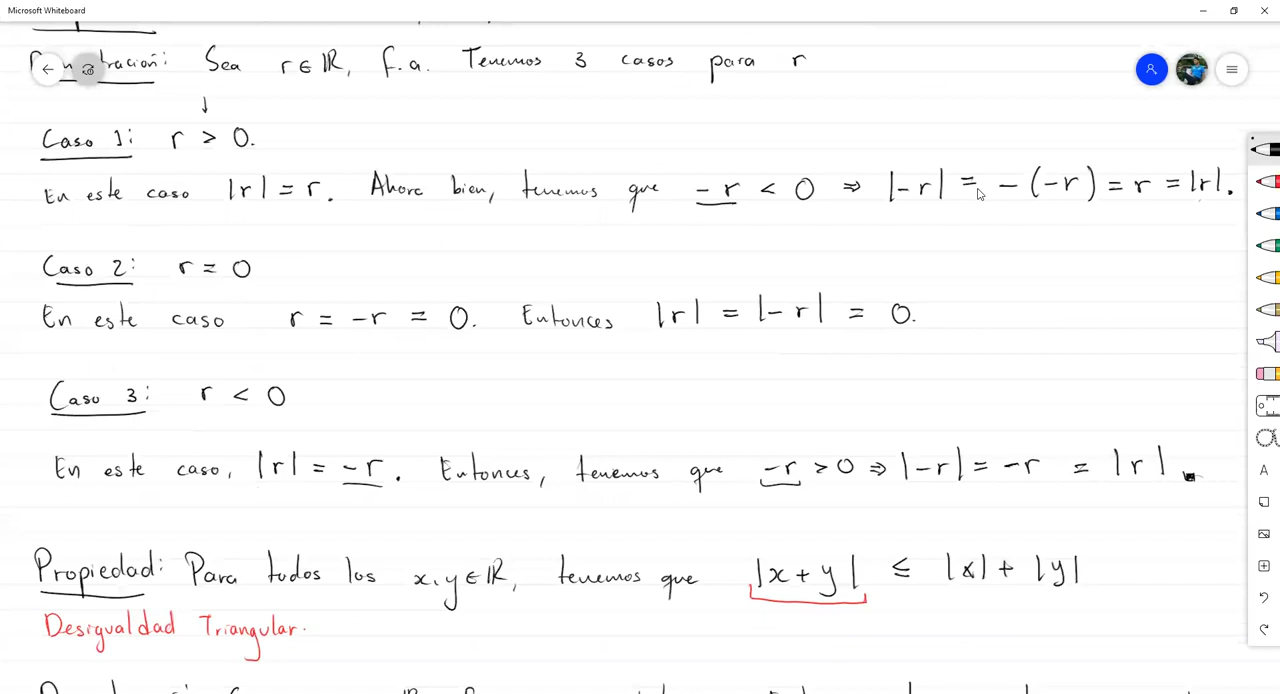 Microsoft Whiteboard
Sea r ∈ ℝ, f.a. Tenemos 3 casos para r
↓
Caso 1: r > 0.
En este caso |r| = r. Ahora bien, tenemos que -r < 0 ⇒ |-r| = -(-r) = r = |r|.
Caso 2: r = 0
En este caso r = -r = 0. Entonces |r| = |-r| = 0.
Caso 3: r < 0
En este caso, |r| = -r. Entonces, tenemos que -r > 0 ⇒ |-r| = -r = |r|.
Propiedad: Para todos los x, y ∈ ℝ, tenemos que |x + y| ≤ |x| + |y|
Desigualdad Triangular.
A